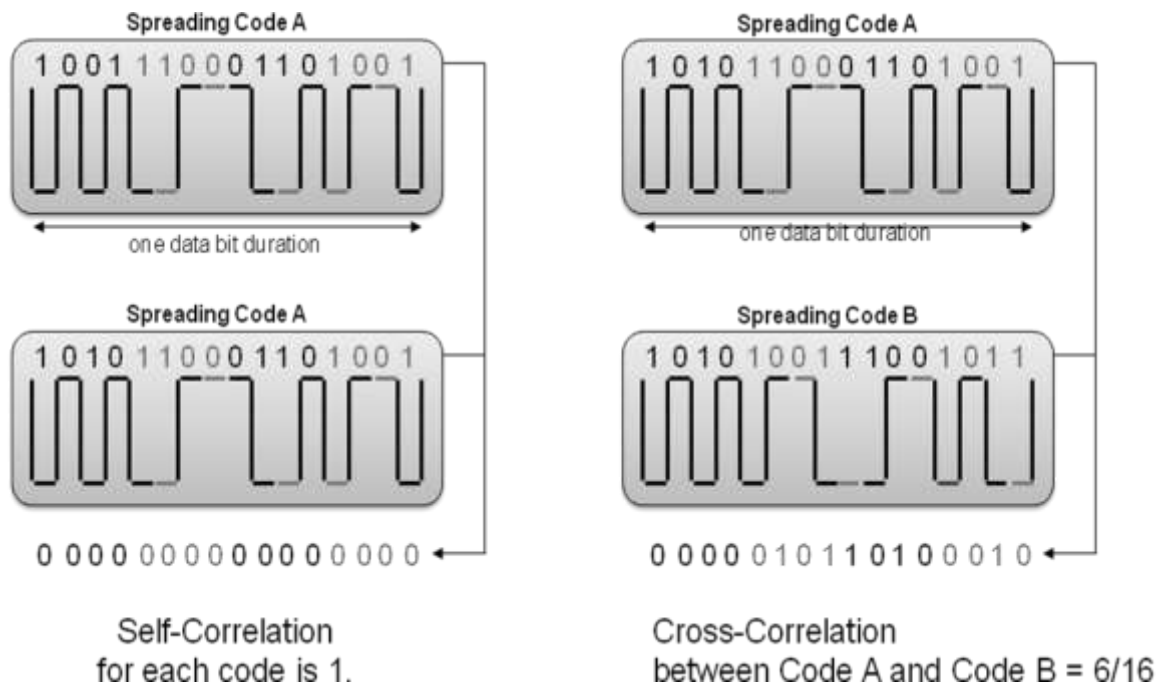 Spreading Code A
1 0 0 1 1 1 0 0 0 1 1 0 1 0 0 1
one data bit duration
Spreading Code A
1 0 1 0 1 1 0 0 0 1 1 0 1 0 0 1
0 0 0 0 0 0 0 0 0 0 0 0 0 0 0 0
Self-Correlation
for each code is 1.
Spreading Code A
1 0 1 0 1 1 0 0 0 1 1 0 1 0 0 1
one data bit duration
Spreading Code B
1 0 1 0 1 0 0 1 1 1 0 0 1 0 1 1
0 0 0 0 0 1 0 1 1 0 1 0 0 0 1 0
Cross-Correlation
between Code A and Code B = 6/16